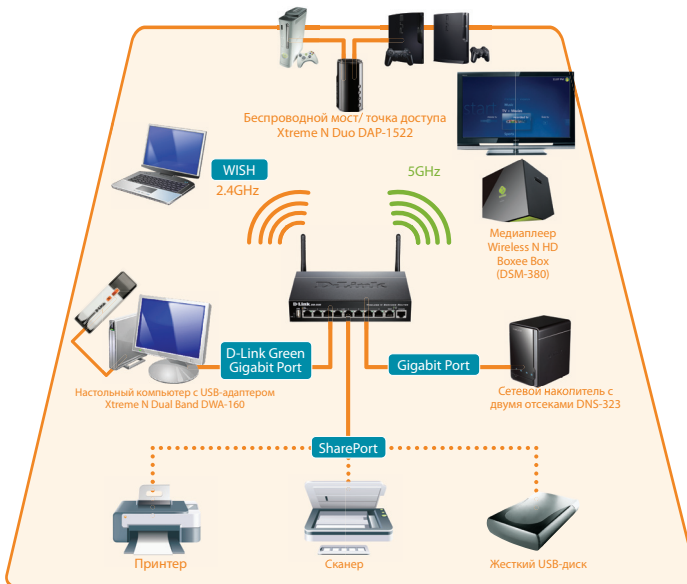 Беспроводной мост/ точка доступа
Xtreme N Duo DAP-1522
WISH
2.4GHz
5GHz
Медиаплеер
Wireless N HD
Boxee Box
(DSM-380)
D-Link
D-Link
D-Link Green
Gigabit Port
Gigabit Port
Настольный компьютер с USB-адаптером
Xtreme N Dual Band DWA-160
Сетевой накопитель с
двумя отсеками DNS-323
SharePort
Принтер
Сканер
Жесткий USB-диск